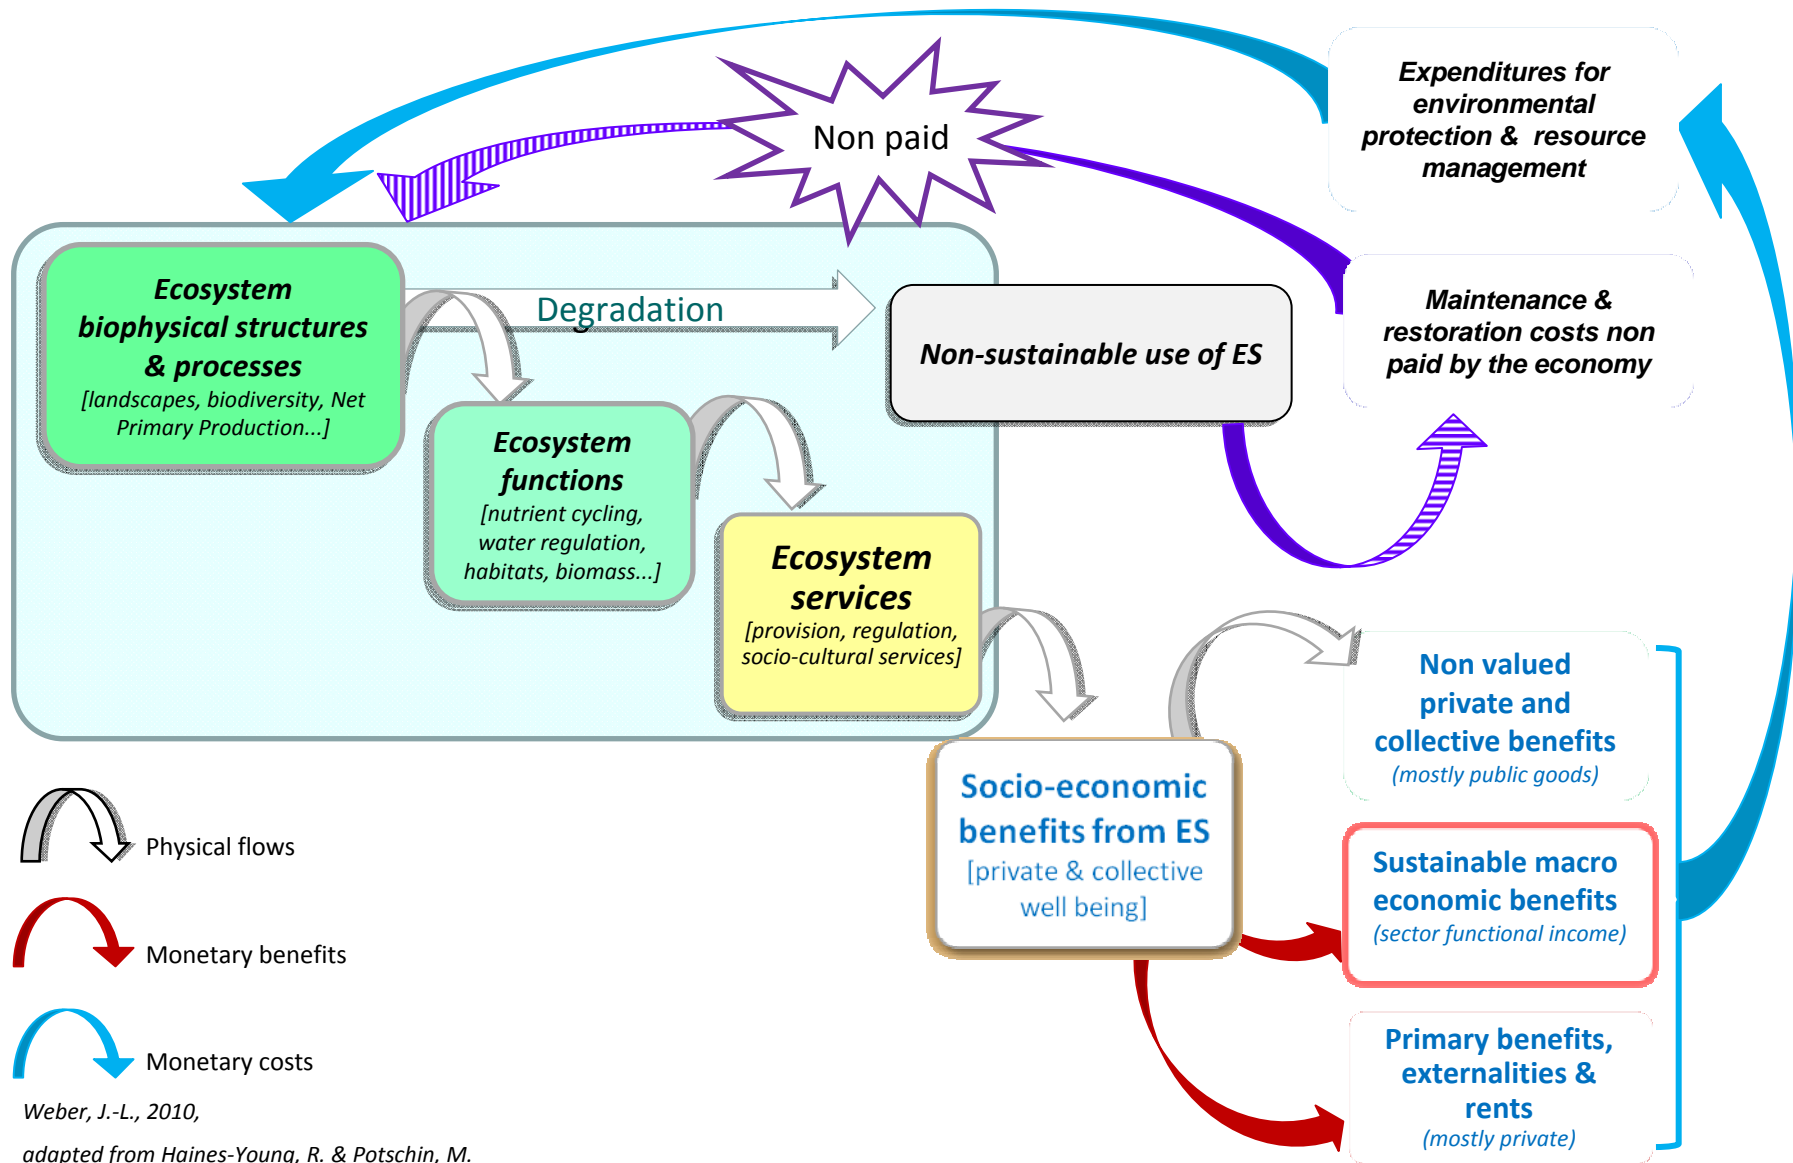 Expenditures for
environmental
protection & resource
management
Non paid
Ecosystem
biophysical structures
& processes
[landscapes, biodiversity, Net
Primary Production...]
Degradation
Non-sustainable use of ES
Maintenance &
restoration costs non
paid by the economy
Ecosystem
functions
[nutrient cycling,
water regulation,
habitats, biomass...]
Ecosystem
services
[provision, regulation,
socio-cultural services]
Non valued
private and
collective benefits
(mostly public goods)
Socio-economic
benefits from ES
[private & collective
well being]
Sustainable macro
economic benefits
(sector functional income)
Primary benefits,
externalities &
rents
(mostly private)
Physical flows
Monetary benefits
Monetary costs
Weber, J.-L., 2010,
adapted from Haines-Young, R. & Potschin, M.